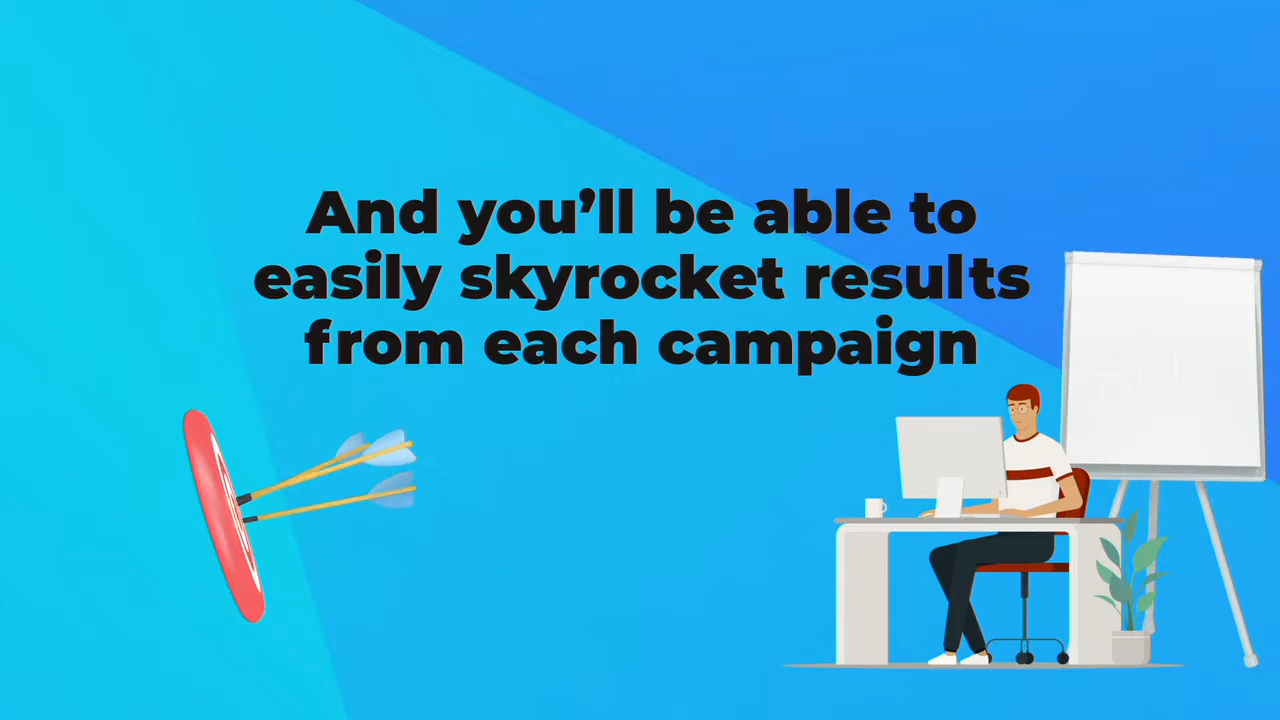 And you’ll be able to
easily skyrocket results
from each campaign